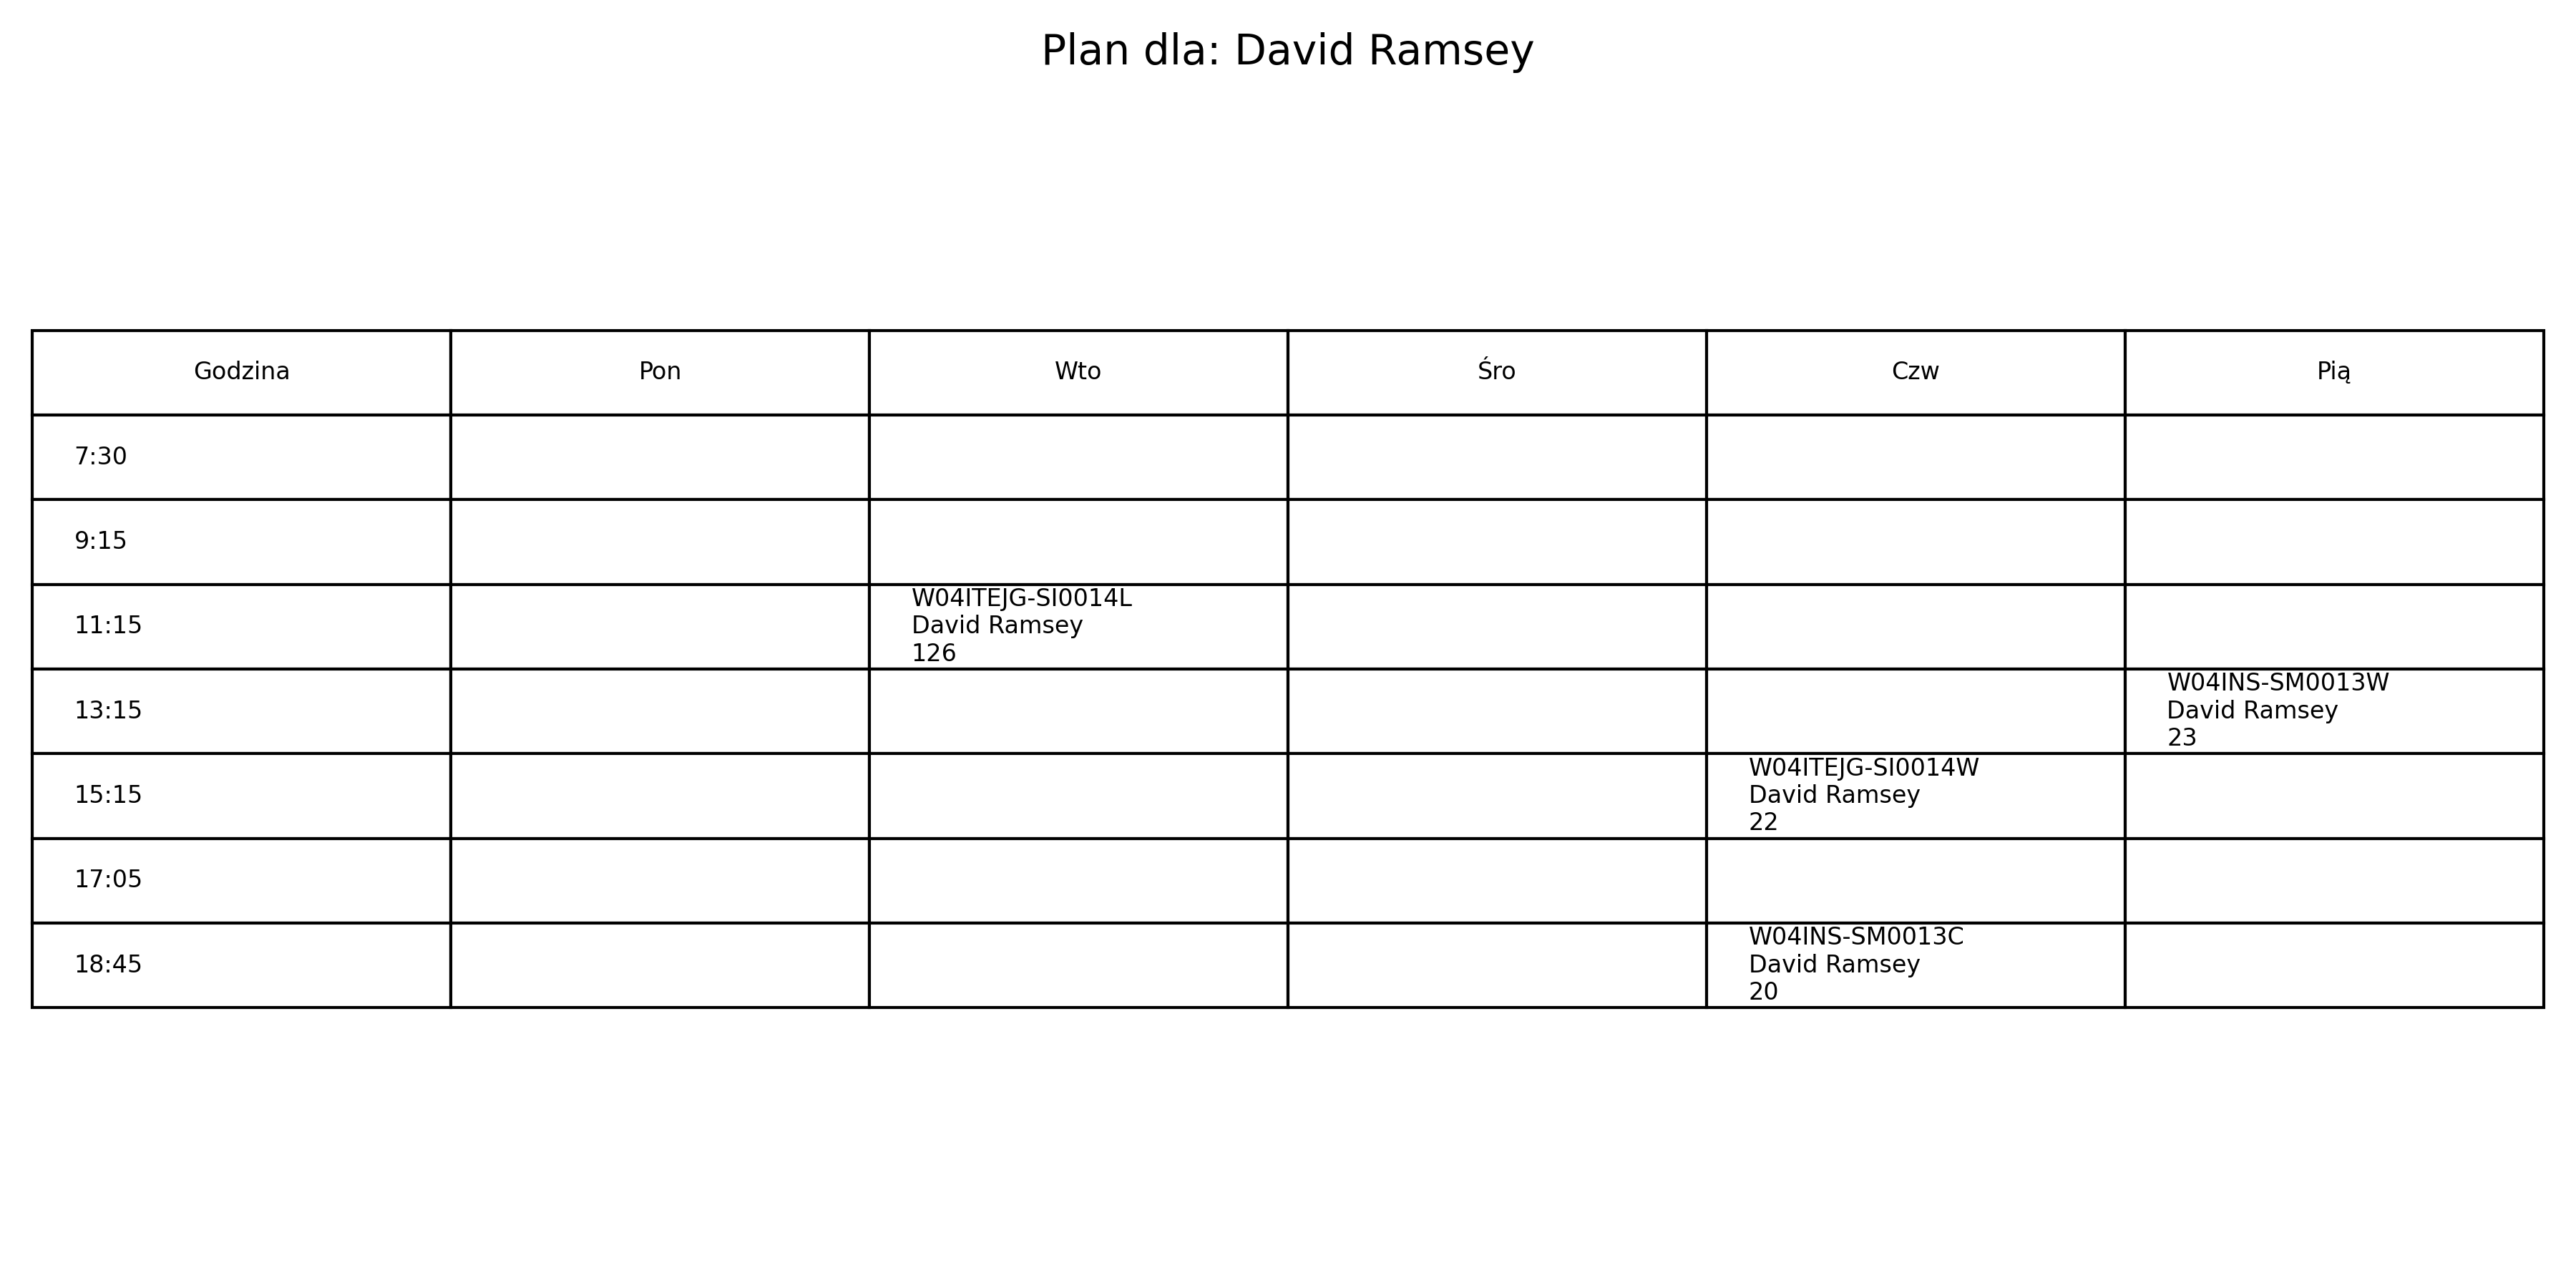 Plan dla: David Ramsey
Godzina Pon Wto Śro Czw Pią
7:30
9:15
11:15
W04ITEJG-SI0014L
David Ramsey
126
13:15
W04INS-SM0013W
David Ramsey
23
15:15
W04ITEJG-SI0014W
David Ramsey
22
17:05
18:45
W04INS-SM0013C
David Ramsey
20